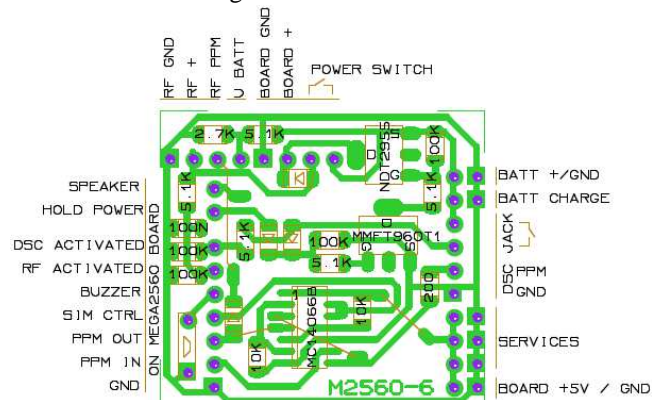 RF GND
RF +
RF PPM
U BATT
BOARD GND
BOARD +
POWER SWITCH
2.7K
5.1K
NDT2955
S
D
G
100K
5.1K
BATT +/GND
BATT CHARGE
SPEAKER
HOLD POWER
DSC ACTIVATED
RF ACTIVATED
BUZZER
SIM CTRL
PPM OUT
PPM IN
GND
ON MEGA2560 BOARD
5.1K
100N
100K
100K
5.1K
100K
5.1K
D
MMFT960T1
G
S
DSC JACK
PPM
GND
200
1
MC14066B
10K
10K
SERVICES
M2560-6
BOARD +5V / GND